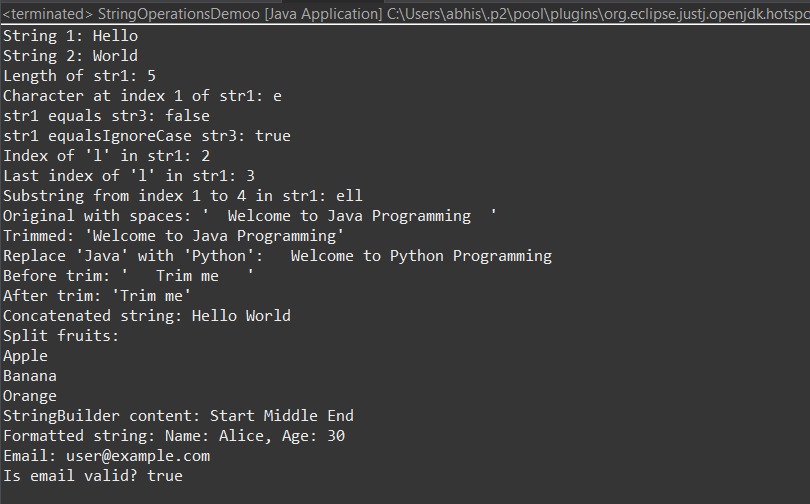 <terminated> StringOperationsDemoo [Java Application] C:\Users\abhis\.p2\pool\plugins\org.eclipse.justj.openjdk.hotspo
String 1: Hello
String 2: World
Length of str1: 5
Character at index 1 of str1: e
str1 equals str3: false
str1 equalsIgnoreCase str3: true
Index of 'l' in str1: 2
Last index of 'l' in str1: 3
Substring from index 1 to 4 in str1: ell
Original with spaces: '  Welcome to Java Programming  '
Trimmed: 'Welcome to Java Programming'
Replace 'Java' with 'Python':   Welcome to Python Programming
Before trim: '   Trim me   '
After trim: 'Trim me'
Concatenated string: Hello World
Split fruits:
Apple
Banana
Orange
StringBuilder content: Start Middle End
Formatted string: Name: Alice, Age: 30
Email: user@example.com
Is email valid? true